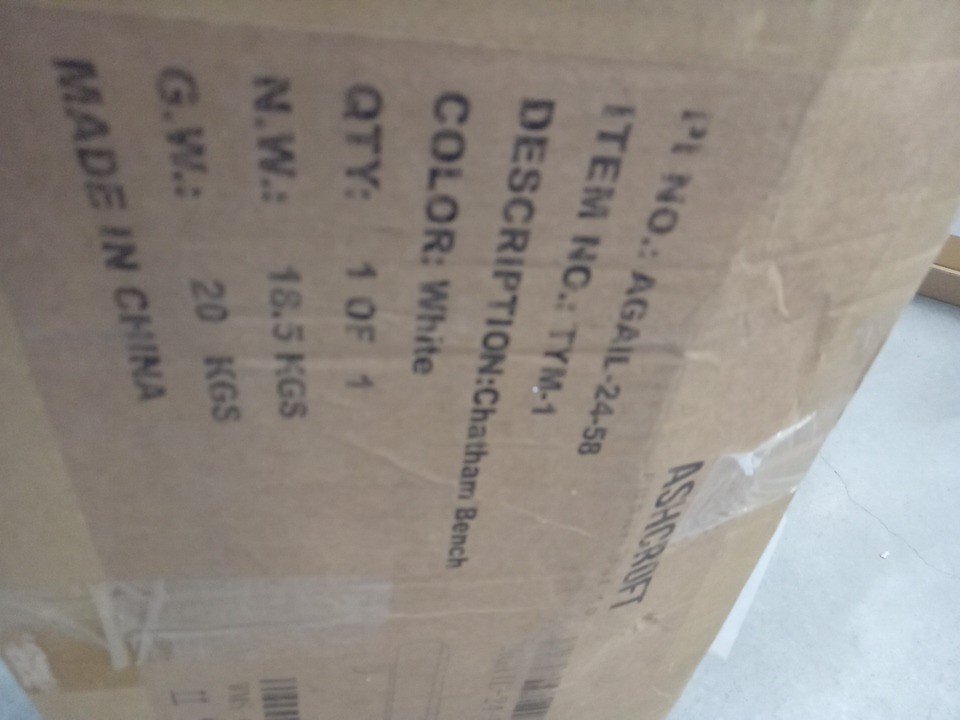 ASHCROFT
PI NO.: AGAIL-24-58
ITEM NO.: TYM-1
DESCRIPTION:Chatham Bench
COLOR: White
QTY: 1 OF 1
N.W.: 18.5 KGS
G.W.: 20 KGS
MADE IN CHINA